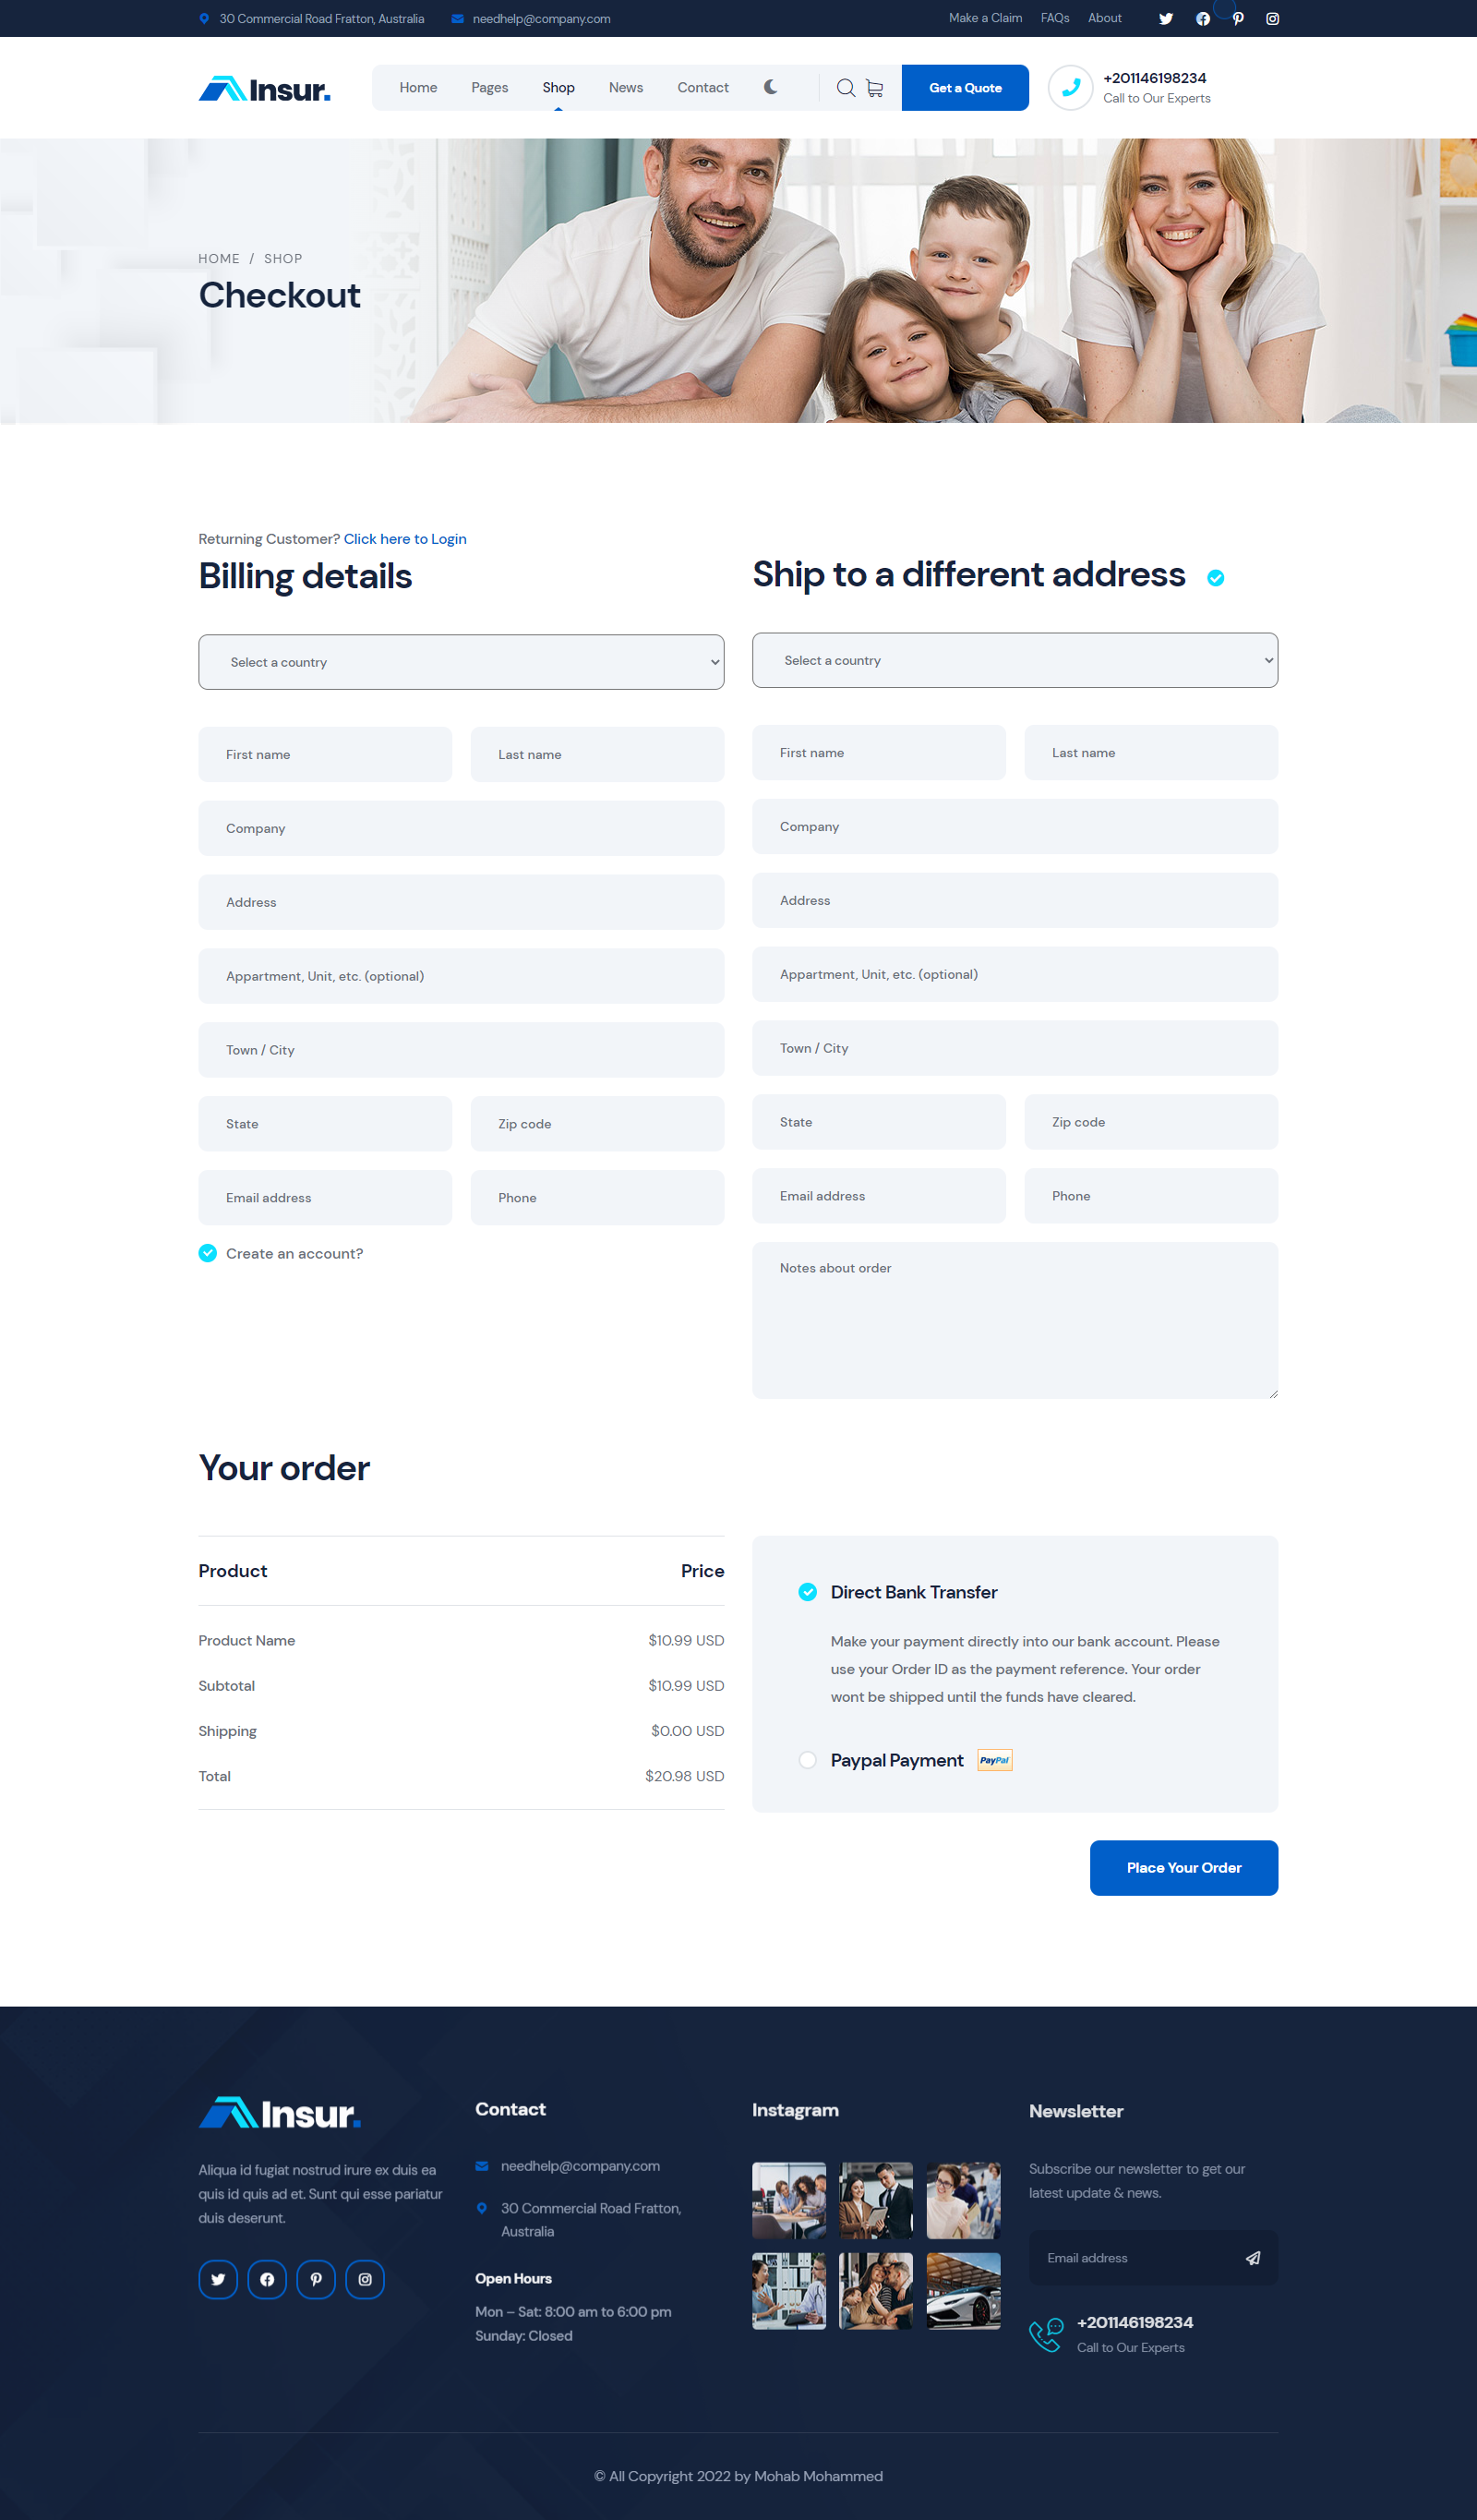 30 Commercial Road Fratton, Australia
needhelp@company.com
Make a Claim
FAQs
About
Insur.
Home
Pages
Shop
News
Contact
Get a Quote
+201146198234
Call to Our Experts
HOME / SHOP
Checkout
Returning Customer? Click here to Login
Billing details
Select a country
First name
Last name
Company
Address
Appartment, Unit, etc. (optional)
Town / City
State
Zip code
Email address
Phone
Create an account?
Ship to a different address
Select a country
First name
Last name
Company
Address
Appartment, Unit, etc. (optional)
Town / City
State
Zip code
Email address
Phone
Notes about order
Your order
Product
Price
Product Name
$10.99 USD
Subtotal
$10.99 USD
Shipping
$0.00 USD
Total
$20.98 USD
Direct Bank Transfer
Make your payment directly into our bank account. Please
use your Order ID as the payment reference. Your order
wont be shipped until the funds have cleared.
Paypal Payment
PayPal
Place Your Order
Insur.
Aliqua id fugiat nostrud irure ex duis ea
quis id quis ad et. Sunt qui esse pariatur
duis deserunt.
Contact
needhelp@company.com
30 Commercial Road Fratton,
Australia
Open Hours
Mon – Sat: 8:00 am to 6:00 pm
Sunday: Closed
Instagram
Newsletter
Subscribe our newsletter to get our
latest update & news.
Email address
+201146198234
Call to Our Experts
© All Copyright 2022 by Mohab Mohammed